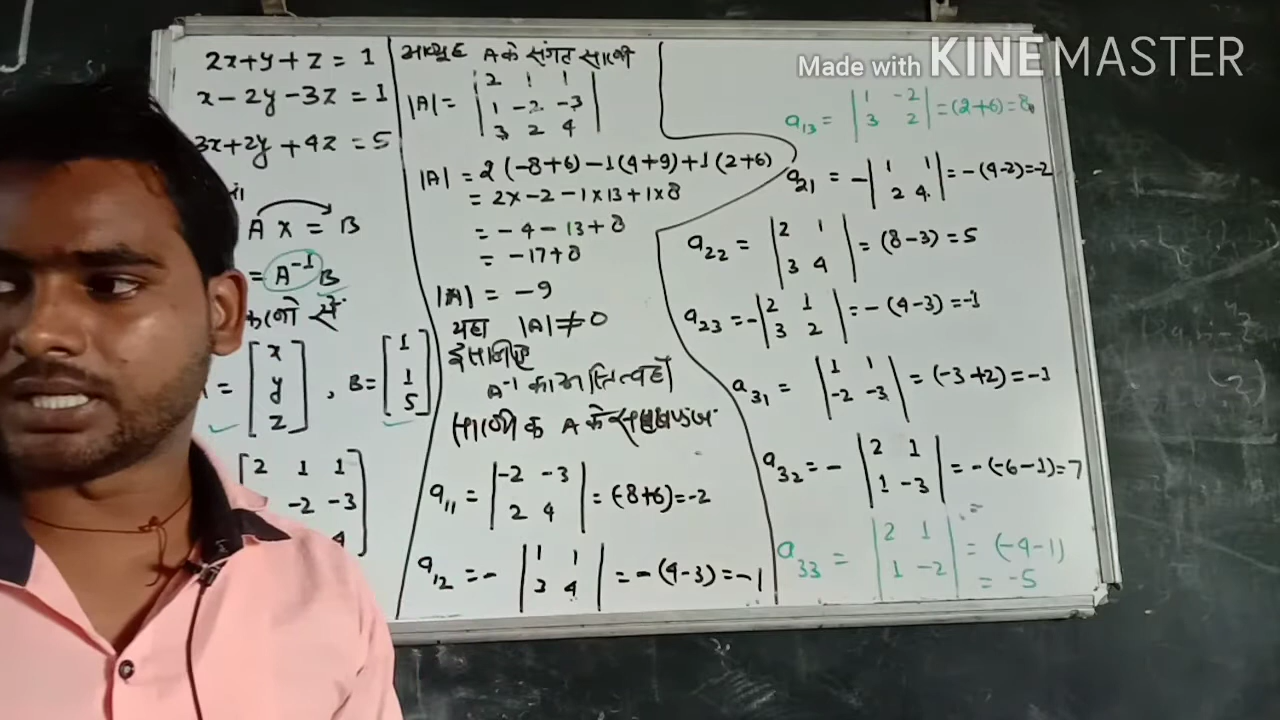 2x+y+z=1
x-2y-3z=1
3x+2y+4z=5
A x = B
= A⁻¹B
से
= [x y z], B= [1 1 5]
[2 1 1
-2 -3
4]
आव्यूह A के संगत सारणी
|A| = |2 1 1
1 -2 -3
3 2 4|
|A| = 2(-8+6)-1(4+9)+1(2+6)
= 2x-2-1x13+1x8
= -4-13+8
= -17+8
|A| = -9
यहा |A|≠0
इसलिए
A⁻¹ का अस्तित्व है
A के
a₁₁ = |-2 -3
2 4| = (-8+6)=-2
a₁₂ = - |1 1
3 4| = -(4-3)=-1
a₁₃ = |1 -2
3 2| = (2+6)=8
a₂₁ = -|1 1
2 4| = -(4-2)=-2
a₂₂ = |2 1
3 4| = (8-3)=5
a₂₃ = -|2 1
3 2| = -(4-3)=-1
a₃₁ = |1 1
-2 -3| = (-3+2)=-1
a₃₂ = - |2 1
1 -3| = -(-6-1)=7
a₃₃ = |2 1
1 -2| = (-4-1)
= -5
Made with KINEMASTER